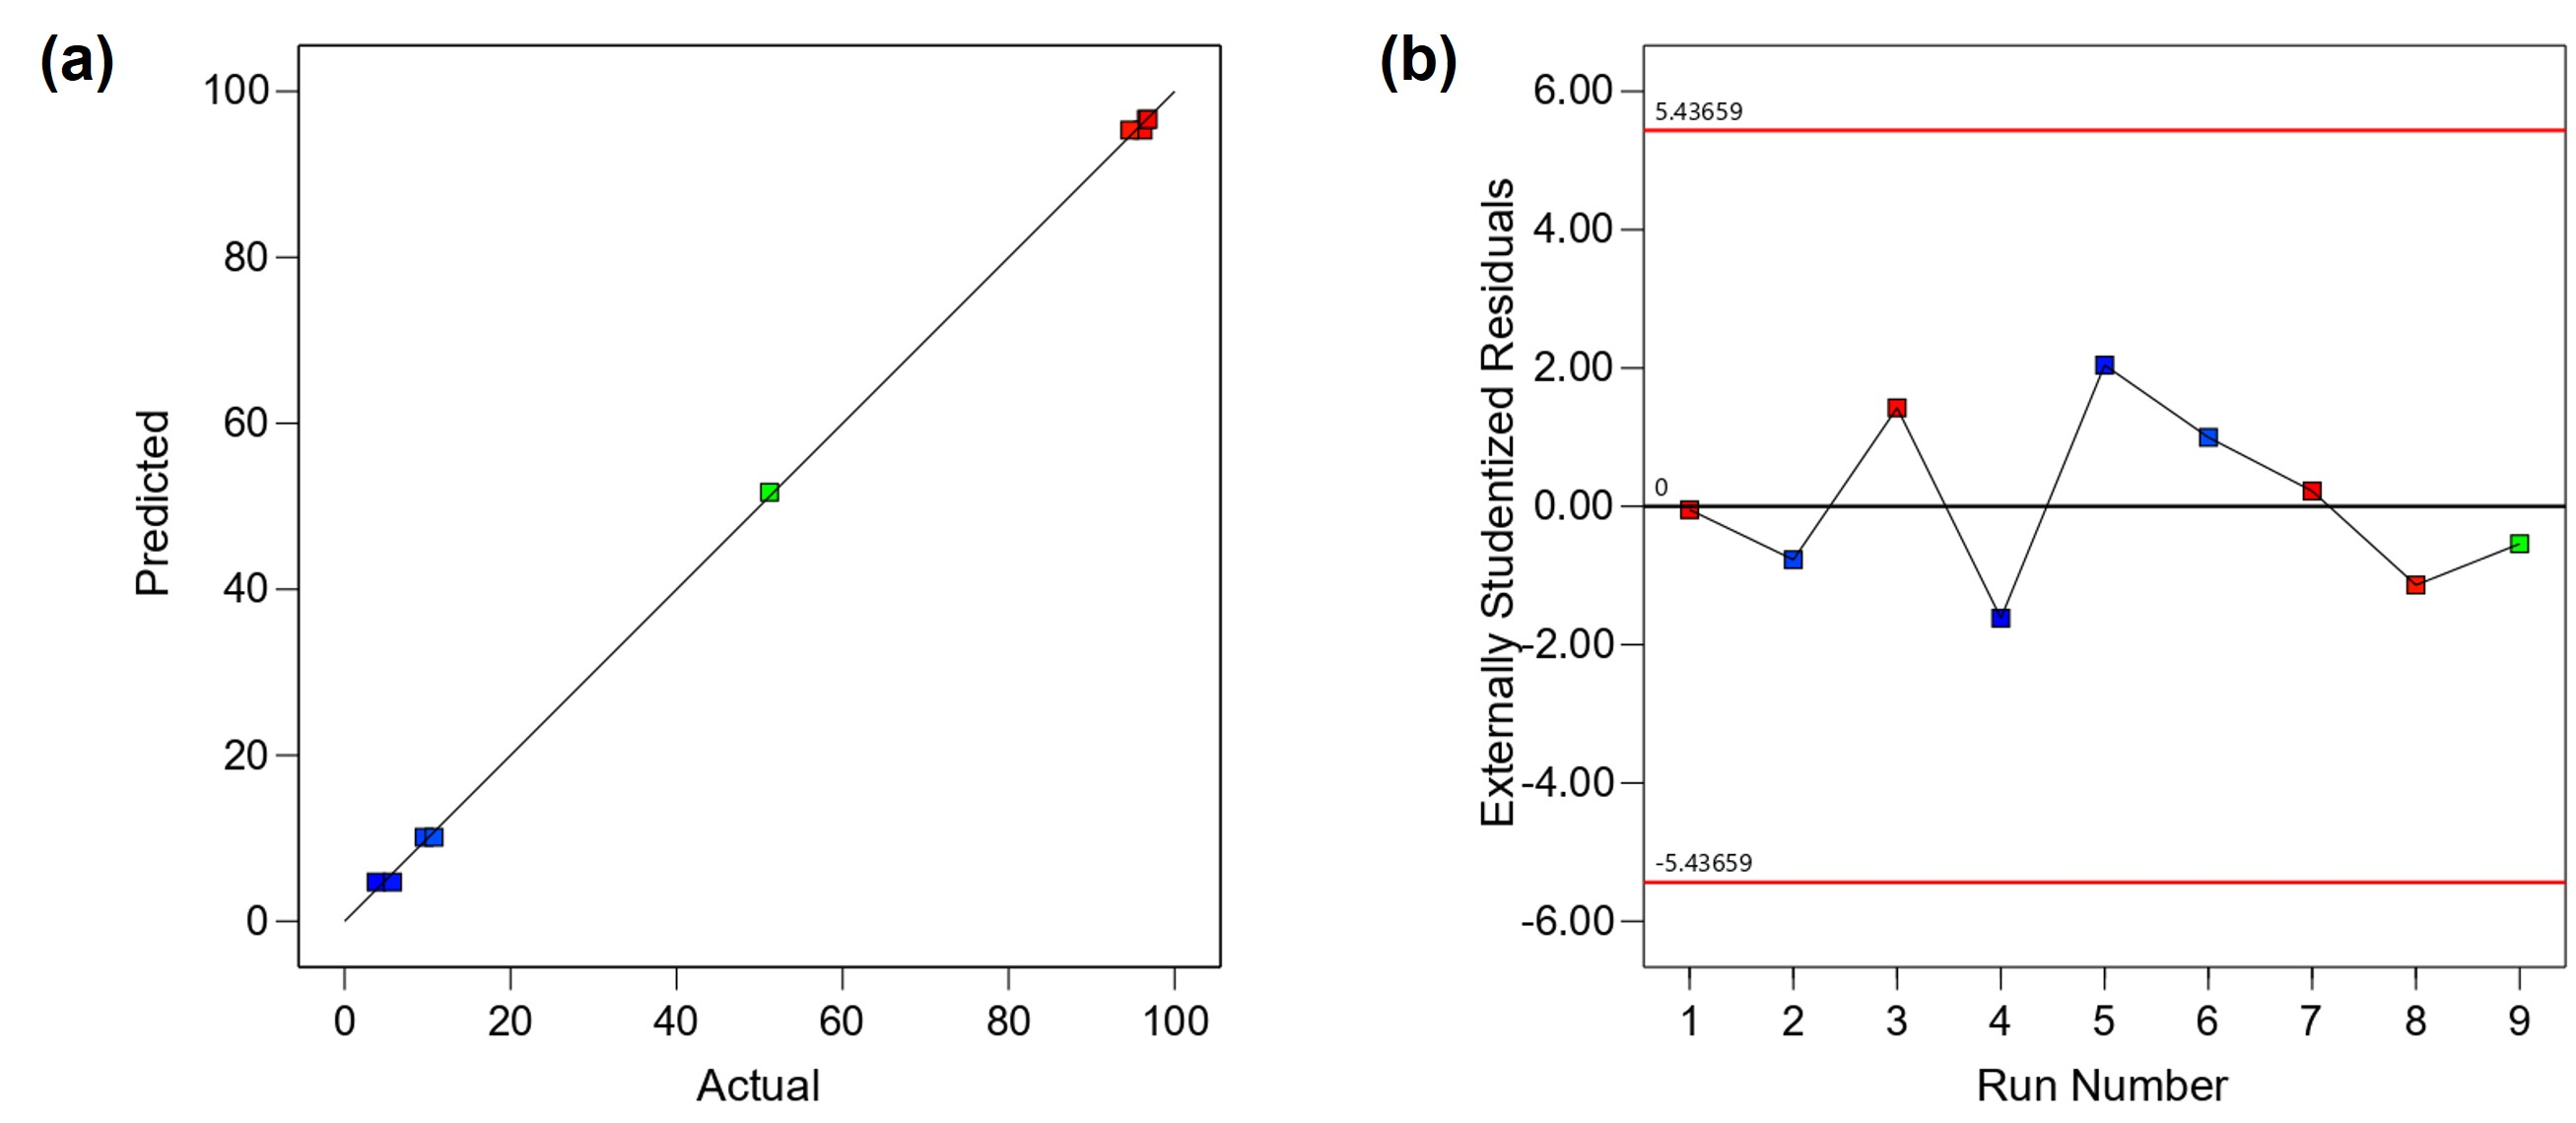 (a)
100
80
60
40
20
0
Predicted
0 20 40 60 80 100
Actual
(b)
6.00
4.00
2.00
0.00
-2.00
-4.00
-6.00
Externally Studentized Residuals
5.43659
0
-5.43659
1 2 3 4 5 6 7 8 9
Run Number